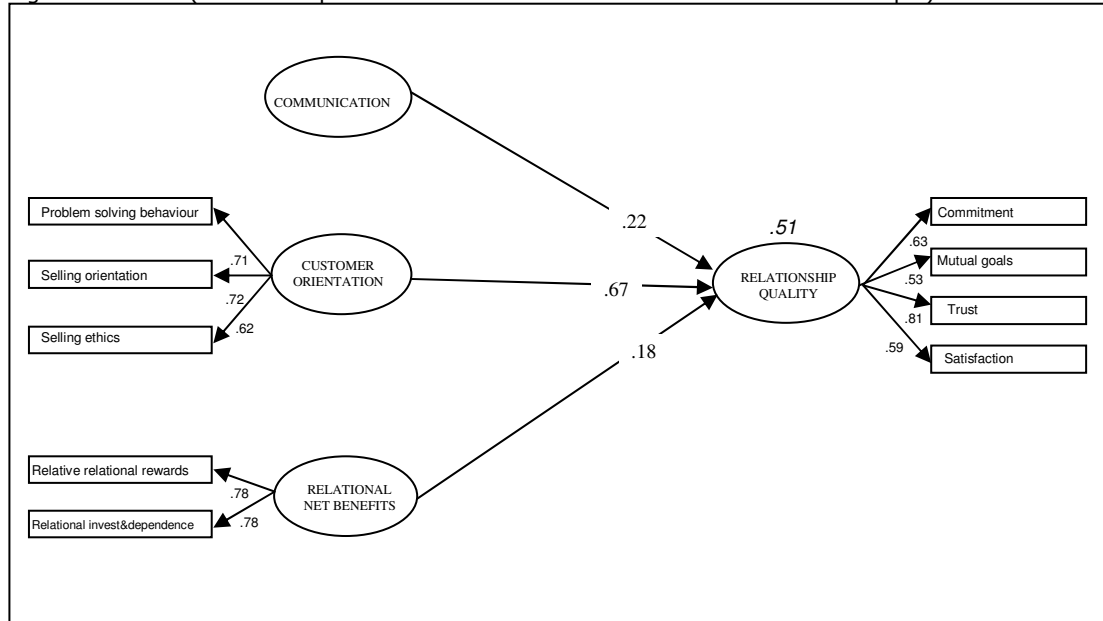 COMMUNICATION
.22
Problem solving behaviour
.71
Selling orientation
.72
.62
Selling ethics
CUSTOMER
ORIENTATION
.67
.51
RELATIONSHIP
QUALITY
Commitment
.63
Mutual goals
.53
Trust
.81
.59
Satisfaction
.18
Relative relational rewards
.78
Relational invest&dependence
.78
RELATIONAL
NET BENEFITS